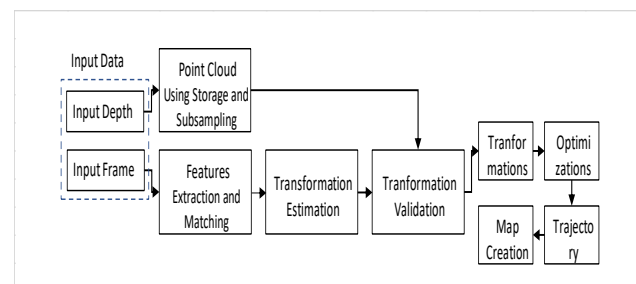 Input Data
Input Depth
Input Frame
Point Cloud
Using Storage and
Subsampling
Features
Extraction and
Matching
Transformation
Estimation
Tranformation
Validation
Tranfor
mations
Optimi
zations
Map
Creation
Trajecto
ry